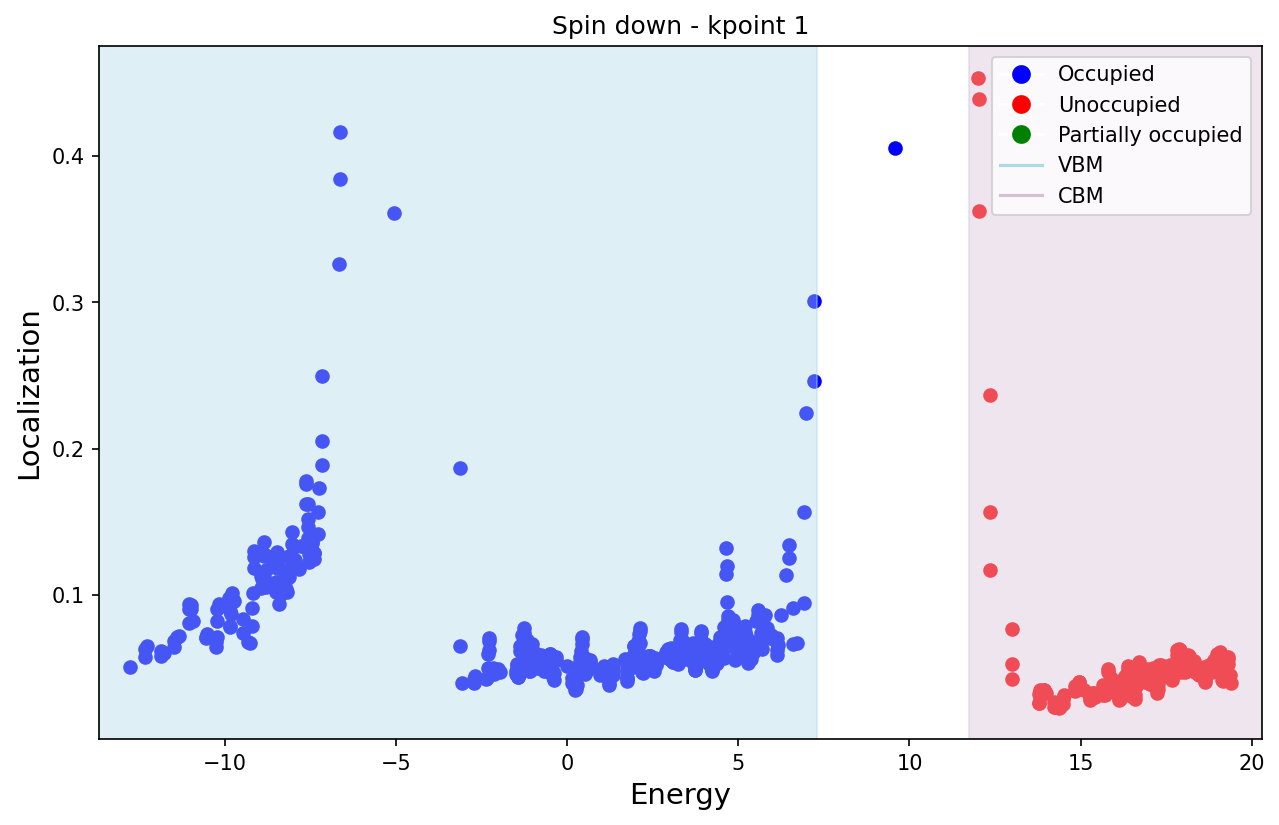 Spin down - kpoint 1
Localization
0.4
0.3
0.2
0.1
−10
−5
0
5
10
15
20
Energy
Occupied
Unoccupied
Partially occupied
VBM
CBM